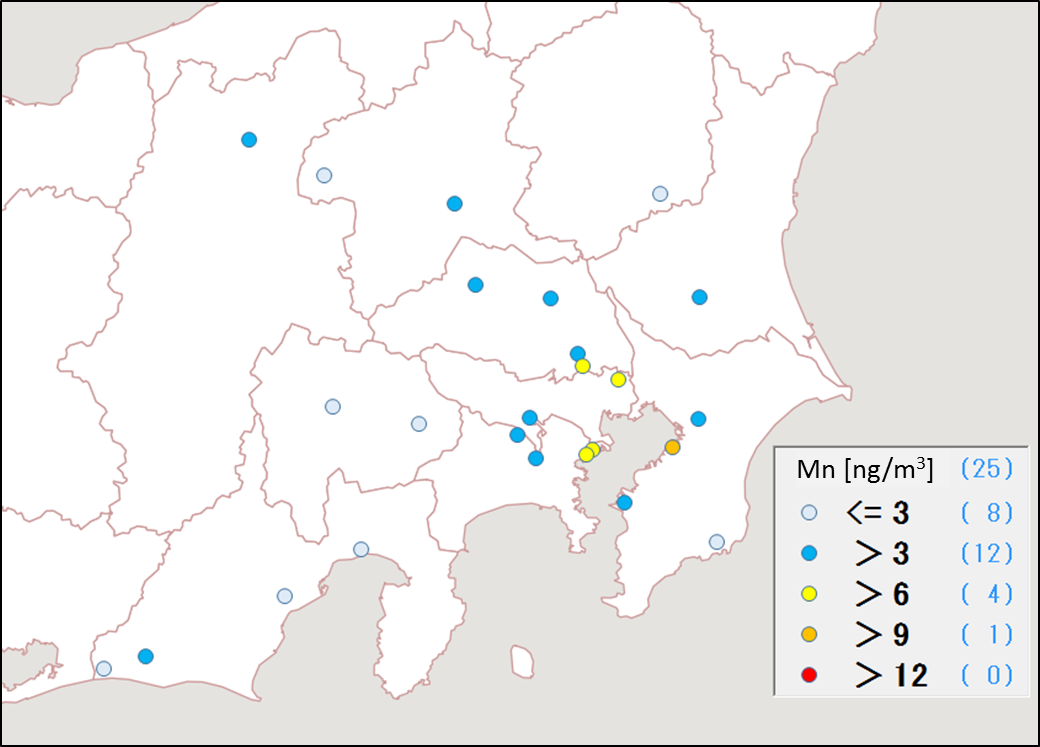 Mn [ng/m³] (25)
<= 3 ( 8)
＞ 3 (12)
＞ 6 ( 4)
＞ 9 ( 1)
＞ 12 ( 0)